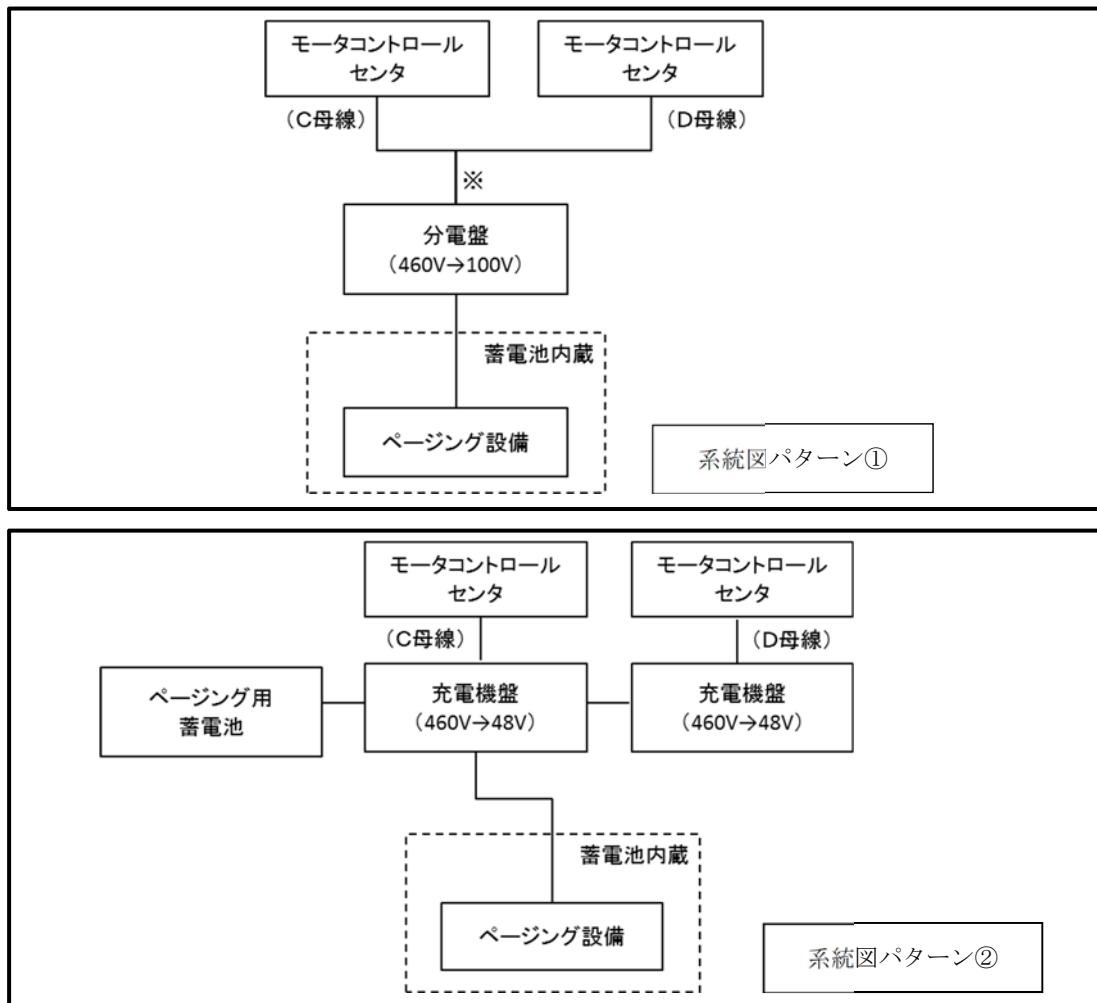 モータコントロール
センタ
モータコントロール
センタ
（C母線）
（D母線）
※
分電盤
（460V→100V）
蓄電池内蔵
ページング設備
系統図パターン①
モータコントロール
センタ
モータコントロール
センタ
（C母線）
（D母線）
ページング用
蓄電池
充電機盤
（460V→48V）
充電機盤
（460V→48V）
蓄電池内蔵
ページング設備
系統図パターン②